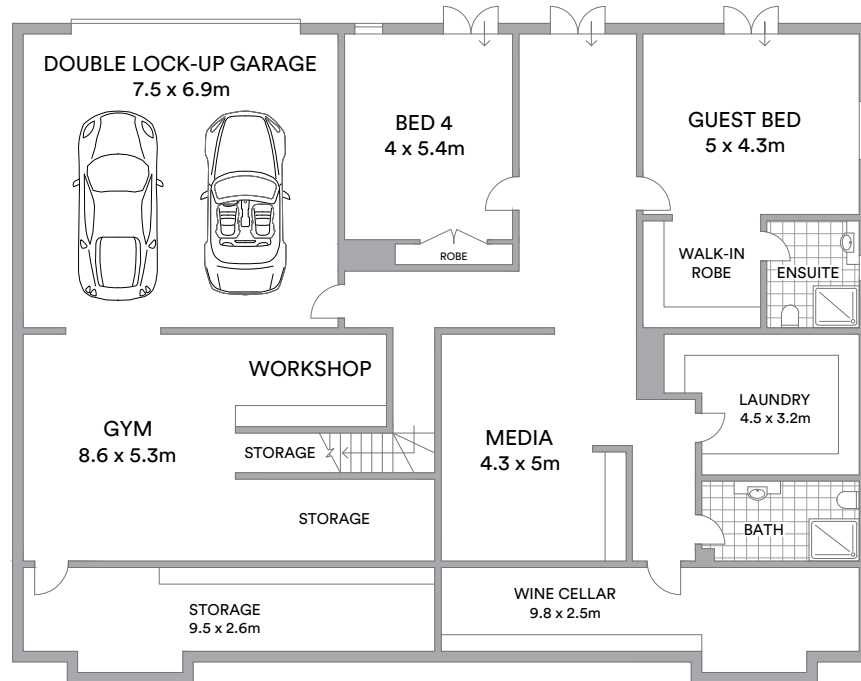 DOUBLE LOCK-UP GARAGE
7.5 x 6.9m
BED 4
4 x 5.4m
GUEST BED
5 x 4.3m
ROBE
WALK-IN
ROBE
ENSUITE
WORKSHOP
GYM
8.6 x 5.3m
STORAGE
MEDIA
4.3 x 5m
LAUNDRY
4.5 x 3.2m
STORAGE
BATH
STORAGE
9.5 x 2.6m
WINE CELLAR
9.8 x 2.5m